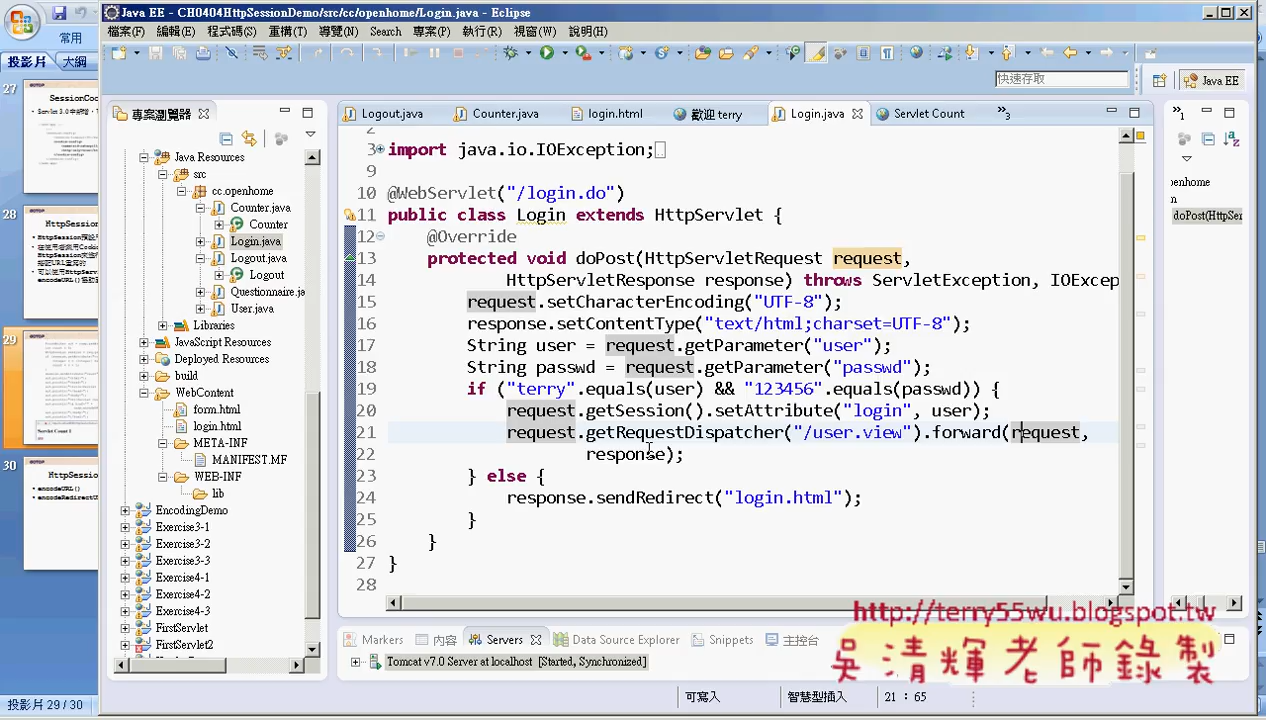 Java EE - CH0404HttpSessionDemo/src/cc/openhome/Login.java - Eclipse
檔案(F) 編輯(E) 程式碼(S) 重構(T) 導覽(N) Search 專案(P) 執行(R) 視窗(W) 說明(H)
常用
快速存取
Java EE
投影片 大綱
專案瀏覽器
Logout.java Counter.java login.html 歡迎 terry Login.java Servlet Count 3
1
27
28
29
30
Java Resources
src
cc.openhome
Counter.java
Counter
Login.java
Logout.java
Logout
Questionnaire.ja
User.java
Libraries
JavaScript Resources
Deployed Resources
build
WebContent
form.html
login.html
META-INF
MANIFEST.MF
WEB-INF
lib
EncodingDemo
Exercise3-1
Exercise3-2
Exercise3-3
Exercise4-1
Exercise4-2
Exercise4-3
FirstServlet
FirstServlet2
2
3 import java.io.IOException;
9
10 @WebServlet("/login.do")
11 public class Login extends HttpServlet {
12 @Override
13 protected void doPost(HttpServletRequest request,
14 HttpServletResponse response) throws ServletException, IOExcep
15 request.setCharacterEncoding("UTF-8");
16 response.setContentType("text/html;charset=UTF-8");
17 String user = request.getParameter("user");
18 String passwd = request.getParameter("passwd");
19 if ("terry".equals(user) && "123456".equals(passwd)) {
20 request.getSession().setAttribute("login", user);
21 request.getRequestDispatcher("/user.view").forward(request,
22 response);
23 } else {
24 response.sendRedirect("login.html");
25 }
26 }
27 }
28
penhome
n
doPost(HttpSer
Markers 內容 Servers Data Source Explorer Snippets 主控台
Tomcat v7.0 Server at localhost [Started, Synchronized]
http://terry55wu.blogspot.tw
吳清輝老師錄製
投影片 29 / 30
可寫入 智慧型插入 21 : 65